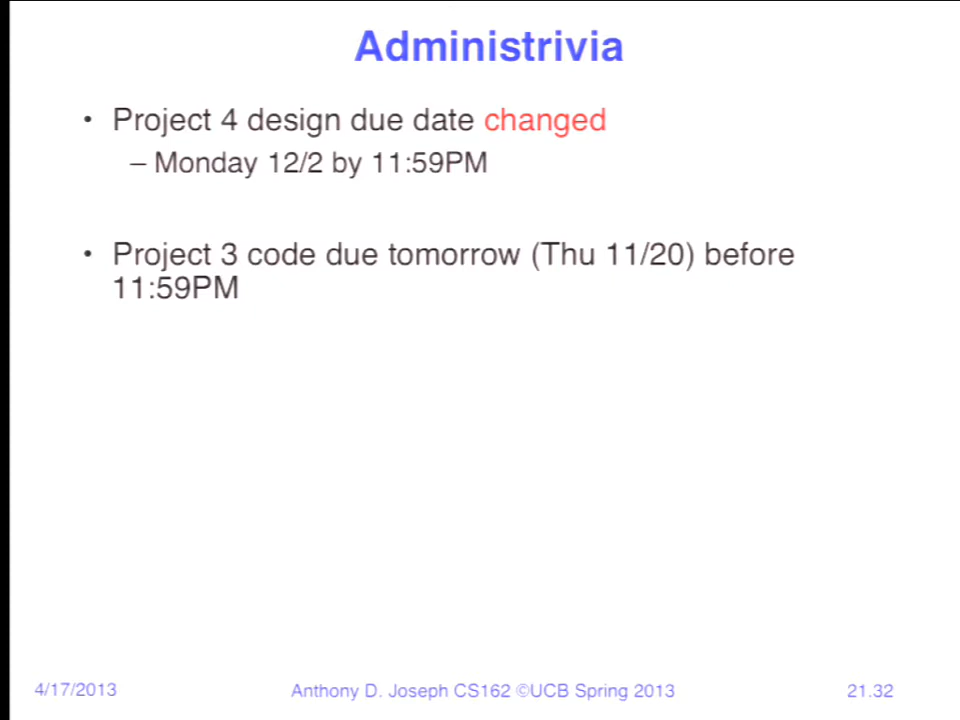 Administrivia
• Project 4 design due date changed
– Monday 12/2 by 11:59PM
• Project 3 code due tomorrow (Thu 11/20) before
11:59PM
4/17/2013
Anthony D. Joseph CS162 ©UCB Spring 2013
21.32